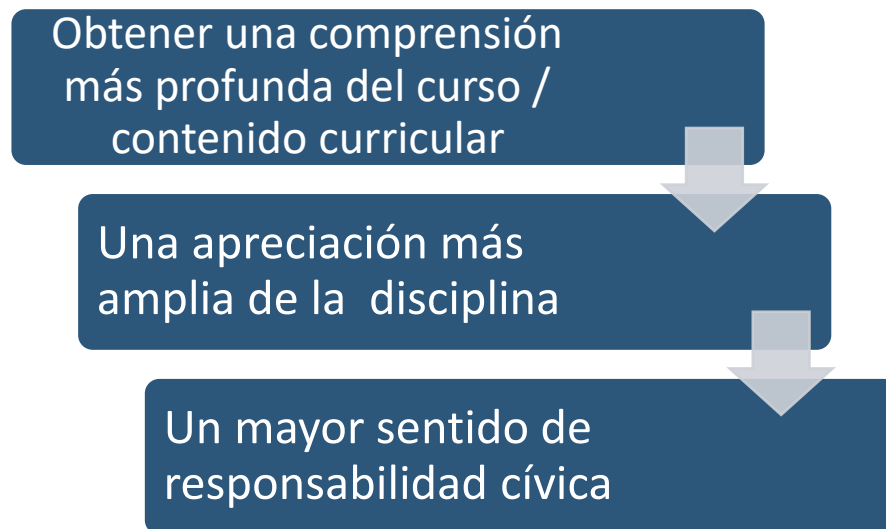 Obtener una comprensión
más profunda del curso /
contenido curricular
Una apreciación más
amplia de la  disciplina
Un mayor sentido de
responsabilidad cívica